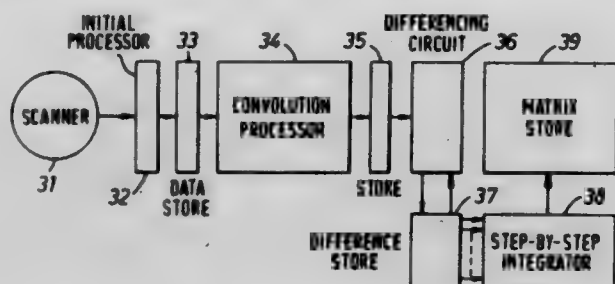 INITIAL
PROCESSOR
33
34
35
DIFFERENCING
CIRCUIT
36
39
SCANNER
CONVOLUTION
PROCESSOR
MATRIX
STORE
31
32
DATA
STORE
STORE
37
38
DIFFERENCE
STORE
STEP-BY-STEP
INTEGRATOR